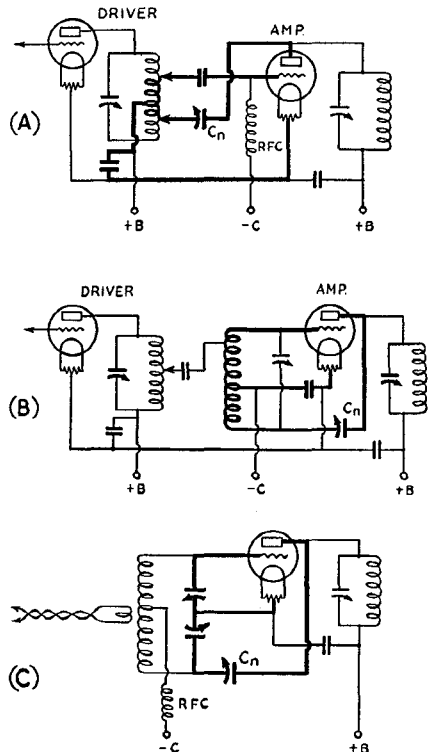 DRIVER
AMP.
(A)
Cn
RFC
+B
-C
+B
DRIVER
AMP.
(B)
Cn
+B
-C
+B
(C)
Cn
RFC
-C
+B